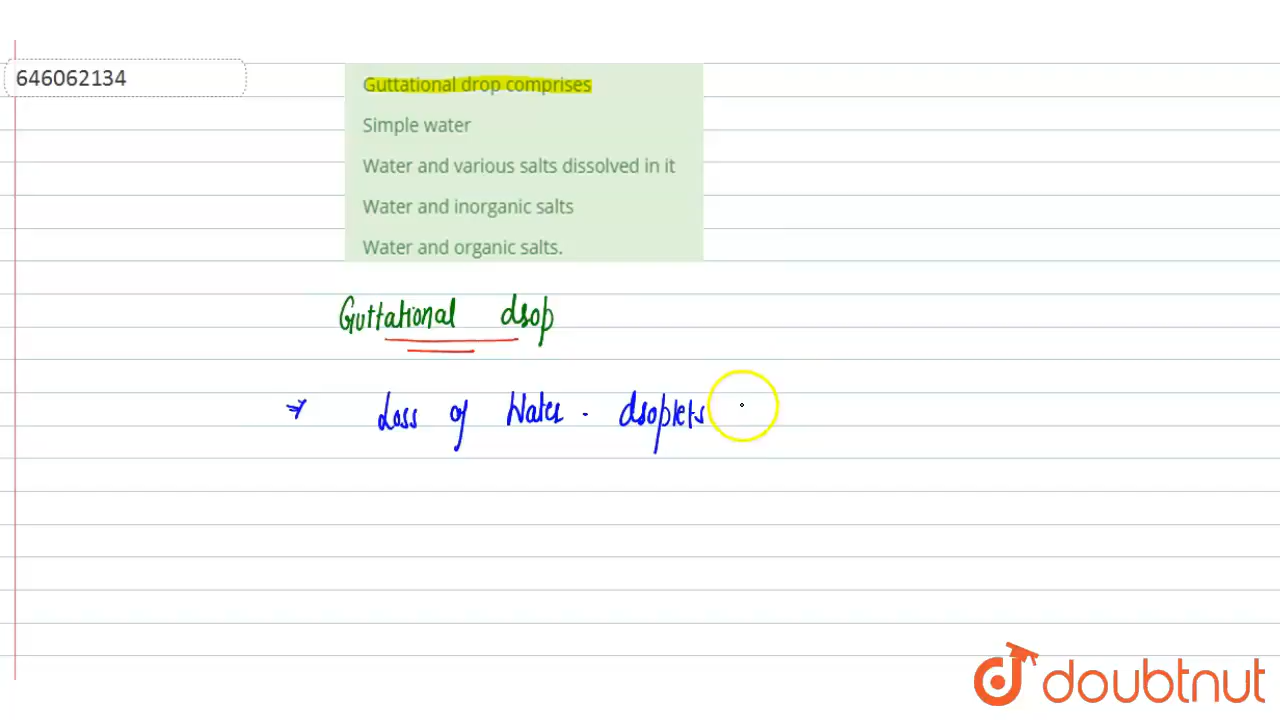 646062134
Guttational drop comprises
Simple water
Water and various salts dissolved in it
Water and inorganic salts
Water and organic salts.
Guttational drop
⇒ Loss of Water - droplets
doubtnut